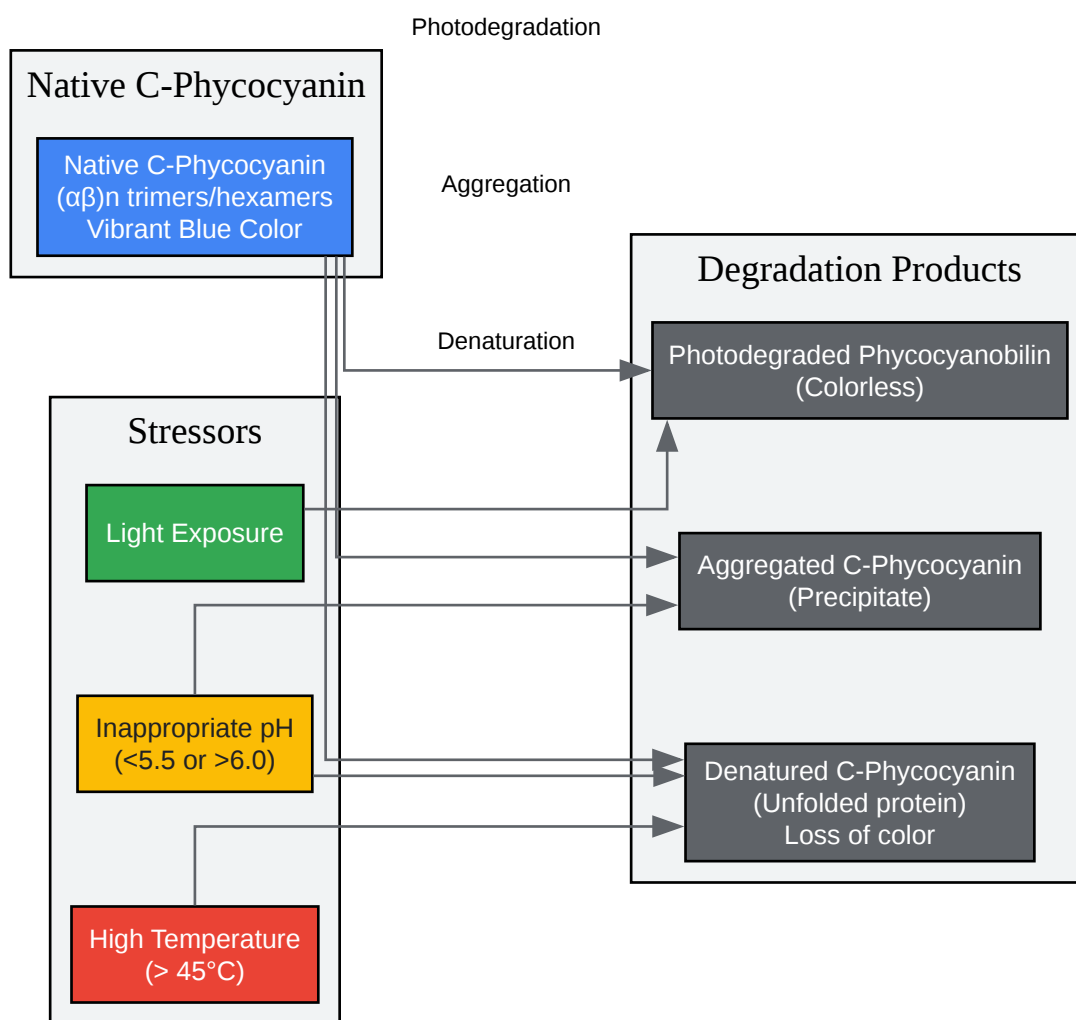 Photodegradation
Native C-Phycocyanin
Native C-Phycocyanin
(αβ)n trimers/hexamers
Vibrant Blue Color
Aggregation
Denaturation
Stressors
Light Exposure
Inappropriate pH
(<5.5 or >6.0)
High Temperature
(> 45°C)
Degradation Products
Photodegraded Phycocyanobilin
(Colorless)
Aggregated C-Phycocyanin
(Precipitate)
Denatured C-Phycocyanin
(Unfolded protein)
Loss of color